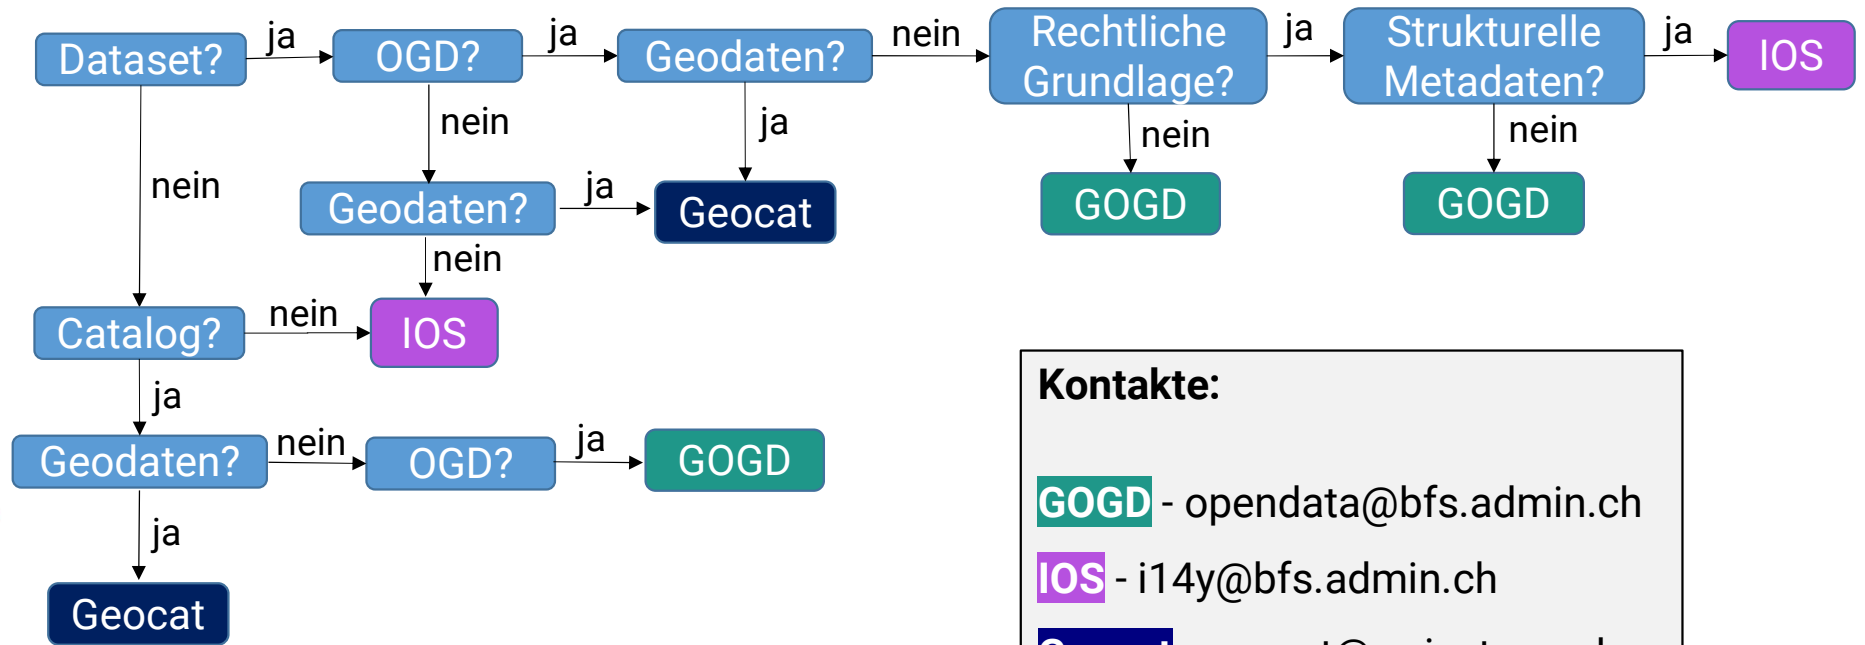 Dataset?
ja
OGD?
ja
Geodaten?
nein
Rechtliche
Grundlage?
ja
Strukturelle
Metadaten?
ja
IOS
nein
nein
ja
nein
nein
Geodaten?
ja
Geocat
GOGD
GOGD
nein
Catalog?
nein
IOS
ja
Geodaten?
nein
OGD?
ja
GOGD
ja
Geocat
Kontakte:
GOGD - opendata@bfs.admin.ch
IOS - i14y@bfs.admin.ch